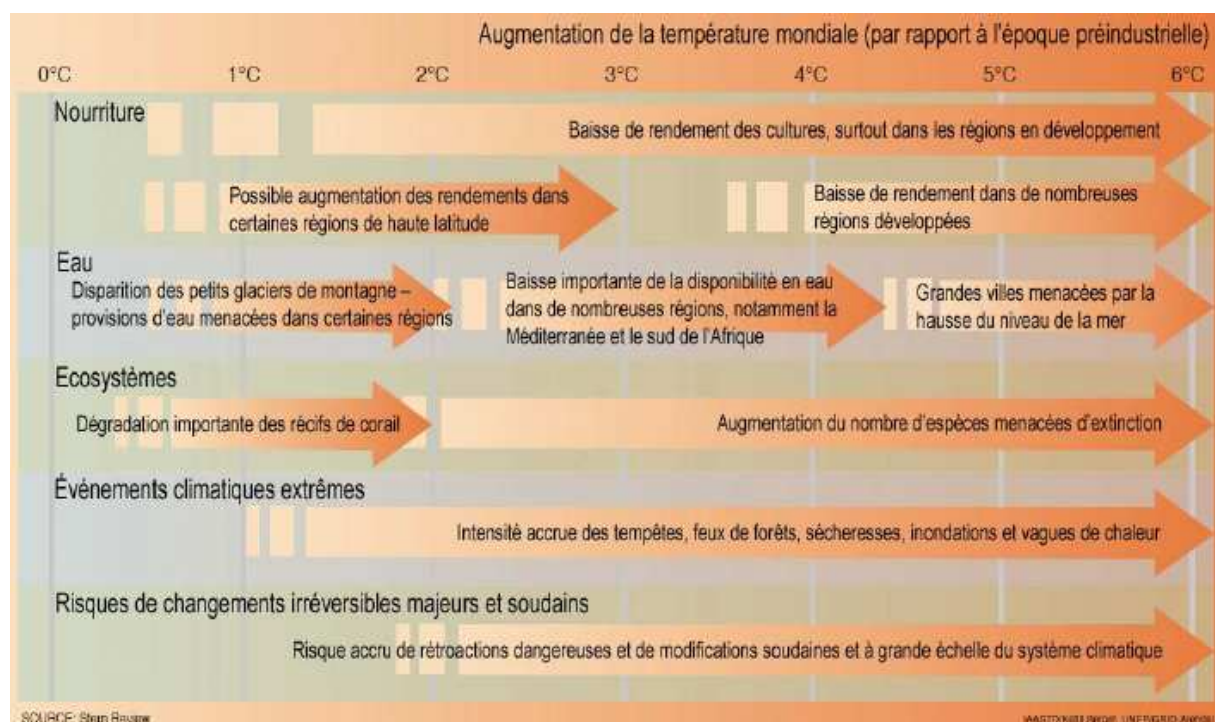 Augmentation de la température mondiale (par rapport à l'époque préindustrielle)
0°C 1°C 2°C 3°C 4°C 5°C 6°C
Nourriture
Baisse de rendement des cultures, surtout dans les régions en développement
Possible augmentation des rendements dans
certaines régions de haute latitude
Baisse de rendement dans de nombreuses
régions développées
Eau
Disparition des petits glaciers de montagne –
provisions d'eau menacées dans certaines régions
Baisse importante de la disponibilité en eau
dans de nombreuses régions, notamment la
Méditerranée et le sud de l'Afrique
Grandes villes menacées par la
hausse du niveau de la mer
Ecosystèmes
Dégradation importante des récifs de corail
Augmentation du nombre d'espèces menacées d'extinction
Événements climatiques extrêmes
Intensité accrue des tempêtes, feux de forêts, sécheresses, inondations et vagues de chaleur
Risques de changements irréversibles majeurs et soudains
Risque accru de rétroactions dangereuses et de modifications soudaines et à grande échelle du système climatique
SOURCE: Stern Review